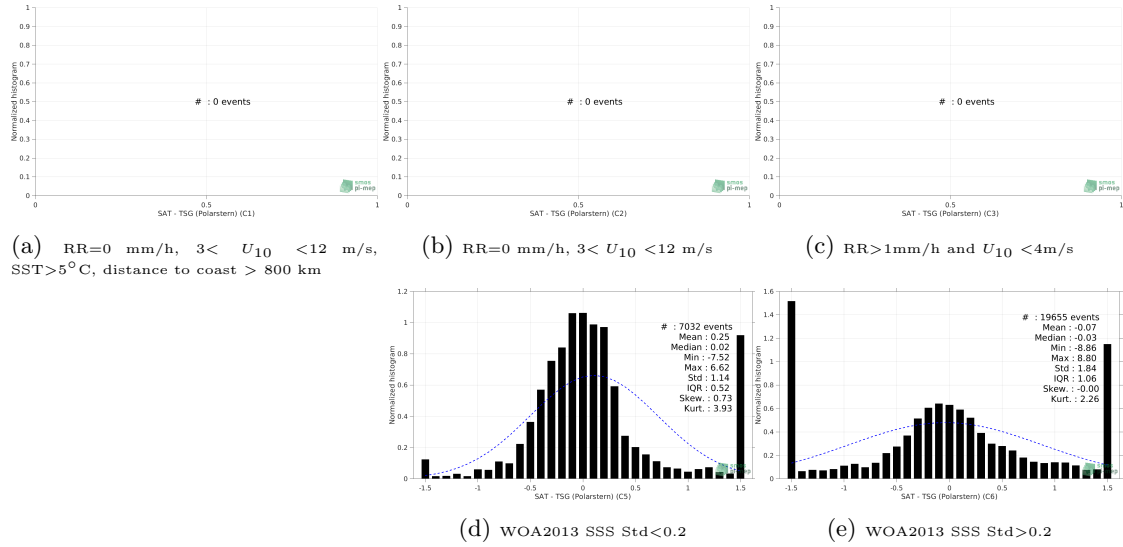 1
0.9
0.8
0.7
0.6
0.5
0.4
0.3
0.2
0.1
0
Normalized histogram
# : 0 events
smos
pi-mep
0
0.5
1
SAT - TSG (Polarstern) (C1)
(a) RR=0 mm/h, 3< U10 <12 m/s,
SST>5°C, distance to coast > 800 km
1
0.9
0.8
0.7
0.6
0.5
0.4
0.3
0.2
0.1
0
Normalized histogram
# : 0 events
smos
pi-mep
0
0.5
1
SAT - TSG (Polarstern) (C2)
(b) RR=0 mm/h, 3< U10 <12 m/s
1
0.9
0.8
0.7
0.6
0.5
0.4
0.3
0.2
0.1
0
Normalized histogram
# : 0 events
smos
pi-mep
0
0.5
1
SAT - TSG (Polarstern) (C3)
(c) RR>1mm/h and U10 <4m/s
1.2
1
0.8
0.6
0.4
0.2
0
Normalized histogram
# : 7032 events
Mean : 0.25
Median : 0.02
Min : -7.52
Max : 6.62
Std : 1.14
IQR : 0.52
Skew. : 0.73
Kurt. : 3.93
-1.5
-1
-0.5
0
0.5
1
1.5
SAT - TSG (Polarstern) (C5)
(d) WOA2013 SSS Std<0.2
1.6
1.4
1.2
1
0.8
0.6
0.4
0.2
0
Normalized histogram
# : 19655 events
Mean : -0.07
Median : -0.03
Min : -8.86
Max : 8.80
Std : 1.84
IQR : 1.06
Skew. : -0.00
Kurt. : 2.26
-1.5
-1
-0.5
0
0.5
1
1.5
SAT - TSG (Polarstern) (C6)
(e) WOA2013 SSS Std>0.2